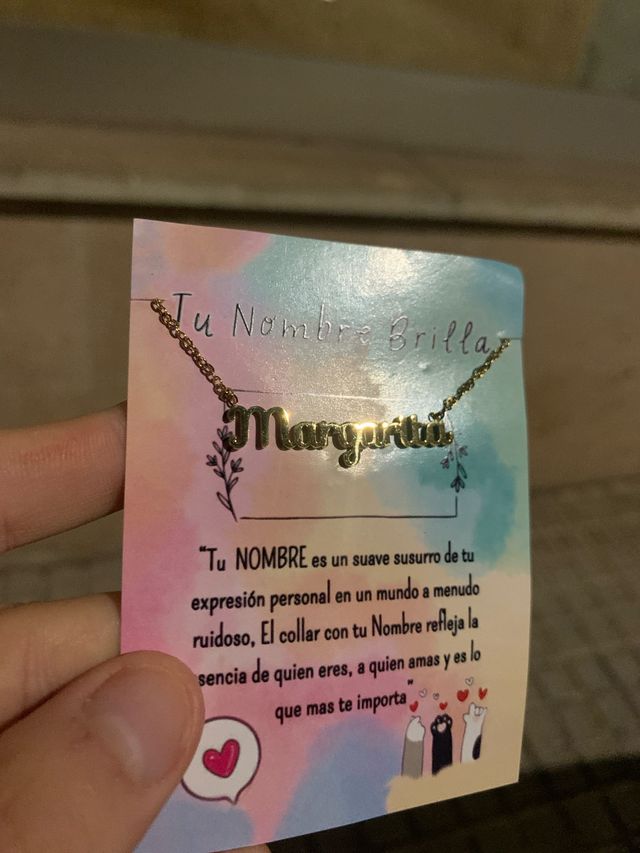 Tu Nombre Brilla
Margarita
"Tu NOMBRE es un suave susurro de tu
expresión personal en un mundo a menudo
ruidoso, El collar con tu Nombre refleja la
sencia de quien eres, a quien amas y es lo
que mas te importa"